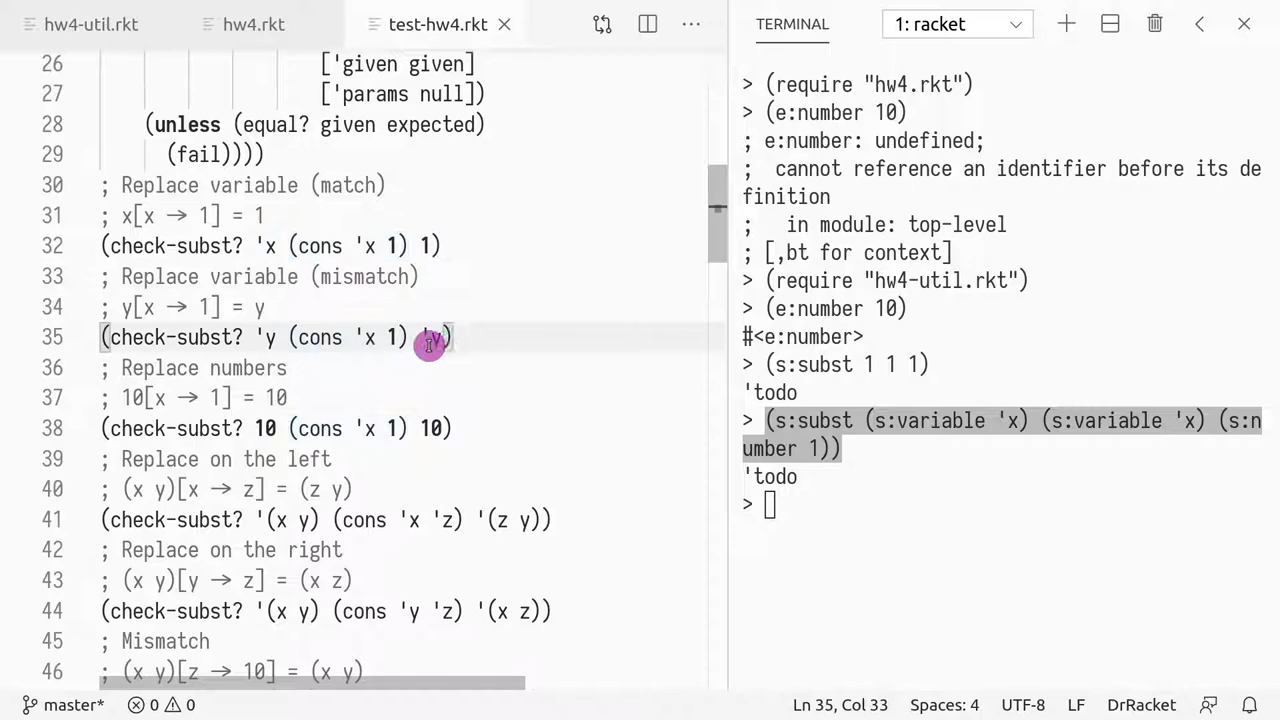 hw4-util.rkt hw4.rkt test-hw4.rkt
26 ['given given]
27 ['params null])
28 (unless (equal? given expected)
29 (fail))))
30 ; Replace variable (match)
31 ; x[x → 1] = 1
32 (check-subst? 'x (cons 'x 1) 1)
33 ; Replace variable (mismatch)
34 ; y[x → 1] = y
35 (check-subst? 'y (cons 'x 1) 'y)
36 ; Replace numbers
37 ; 10[x → 1] = 10
38 (check-subst? 10 (cons 'x 1) 10)
39 ; Replace on the left
40 ; (x y)[x → z] = (z y)
41 (check-subst? '(x y) (cons 'x 'z) '(z y))
42 ; Replace on the right
43 ; (x y)[y → z] = (x z)
44 (check-subst? '(x y) (cons 'y 'z) '(x z))
45 ; Mismatch
46 ; (x y)[z → 10] = (x y)
TERMINAL 1: racket
> (require "hw4.rkt")
> (e:number 10)
; e:number: undefined;
;  cannot reference an identifier before its de
finition
;   in module: top-level
; [,bt for context]
> (require "hw4-util.rkt")
> (e:number 10)
#<e:number>
> (s:subst 1 1 1)
'todo
> (s:subst (s:variable 'x) (s:variable 'x) (s:n
umber 1))
'todo
>
master* 0 0 Ln 35, Col 33 Spaces: 4 UTF-8 LF DrRacket